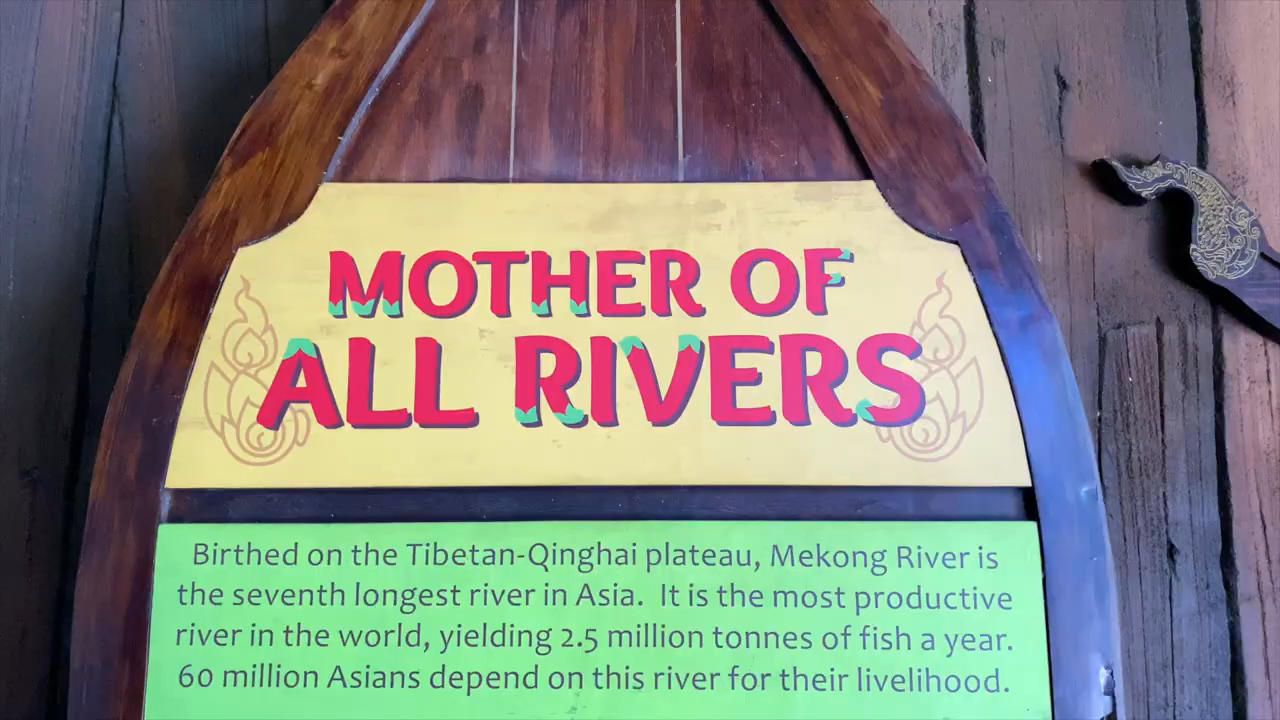 MOTHER OF
ALL RIVERS
Birthed on the Tibetan-Qinghai plateau, Mekong River is
the seventh longest river in Asia. It is the most productive
river in the world, yielding 2.5 million tonnes of fish a year.
60 million Asians depend on this river for their livelihood.